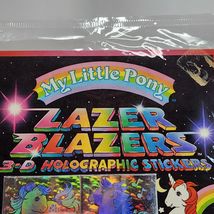 My Little Pony
LAZER
BLAZERS
3-D HOLOGRAPHIC STICKERS